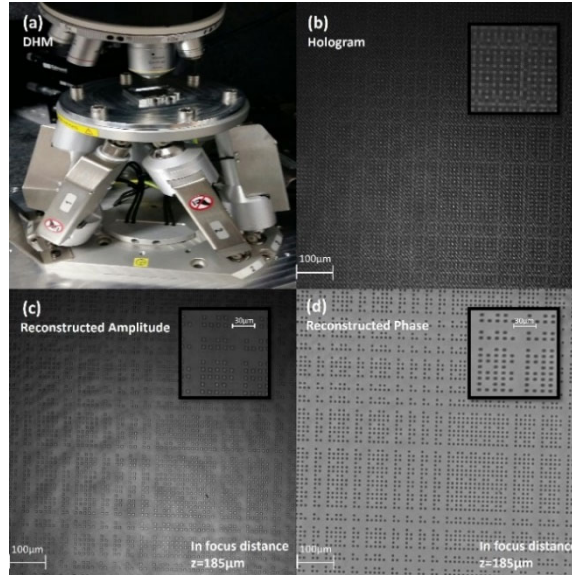 (a)
DHM
(b)
Hologram
100µm
(c)
Reconstructed Amplitude
30µm
In focus distance
z=185µm
100µm
(d)
Reconstructed Phase
30µm
In focus distance
z=185µm
100µm